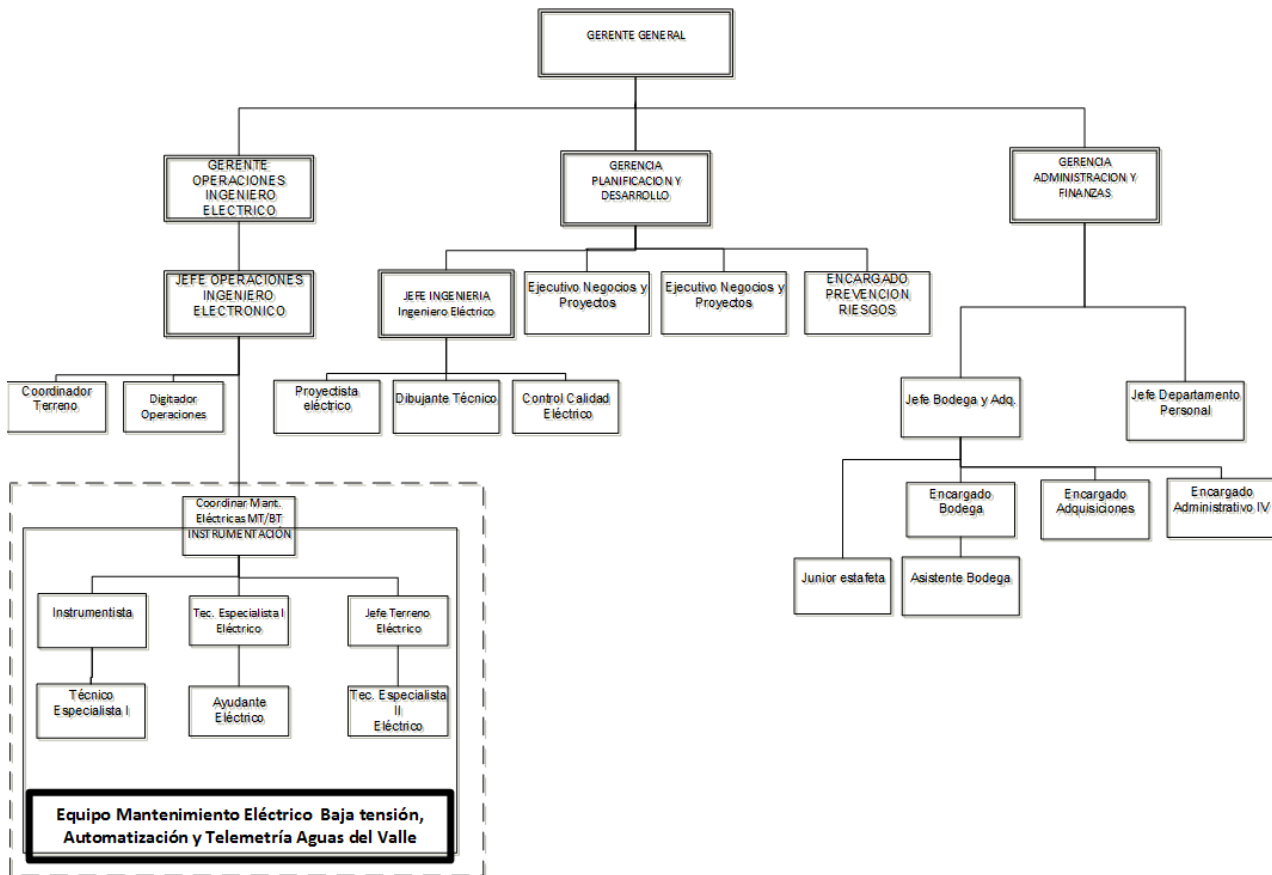 GERENTE GENERAL
GERENTE
OPERACIONES
INGENIERO
ELECTRICO
GERENCIA
PLANIFICACION Y
DESARROLLO
GERENCIA
ADMINISTRACION Y
FINANZAS
JEFE OPERACIONES
INGENIERO
ELECTRONICO
JEFE INGENIERIA
Ingeniero Eléctrico
Ejecutivo Negocios y
Proyectos
Ejecutivo Negocios y
Proyectos
ENCARGADO
PREVENCION
RIESGOS
Coordinador
Terreno
Digitador
Operaciones
Proyectista
eléctrico
Dibujante Técnico
Control Calidad
Eléctrico
Jefe Bodega y Adq.
Jefe Departamento
Personal
Coordinar Mant.
Eléctricas MT/BT
INSTRUMENTACIÓN
Encargado
Bodega
Encargado
Adquisiciones
Encargado
Administrativo IV
Junior estafeta
Asistente Bodega
Instrumentista
Tec. Especialista I
Eléctrico
Jefe Terreno
Eléctrico
Técnico
Especialista I
Ayudante
Eléctrico
Tec. Especialista
II
Eléctrico
Equipo Mantenimiento Eléctrico Baja tensión,
Automatización y Telemetría Aguas del Valle